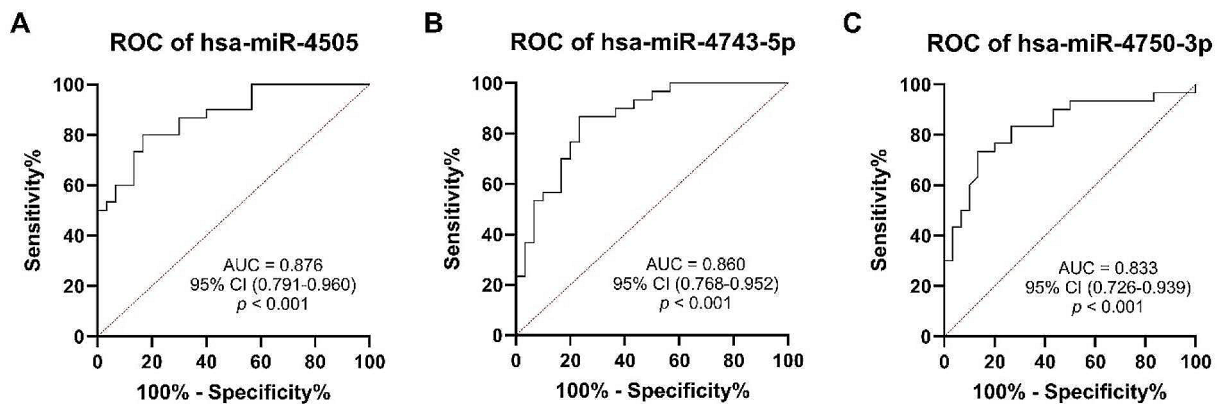 A
ROC of hsa-miR-4505
100
80
60
40
20
0
Sensitivity%
AUC = 0.876
95% CI (0.791-0.960)
p < 0.001
0 20 40 60 80 100
100% - Specificity%
B
ROC of hsa-miR-4743-5p
100
80
60
40
20
0
Sensitivity%
AUC = 0.860
95% CI (0.768-0.952)
p < 0.001
0 20 40 60 80 100
100% - Specificity%
C
ROC of hsa-miR-4750-3p
100
80
60
40
20
0
Sensitivity%
AUC = 0.833
95% CI (0.726-0.939)
p < 0.001
0 20 40 60 80 100
100% - Specificity%